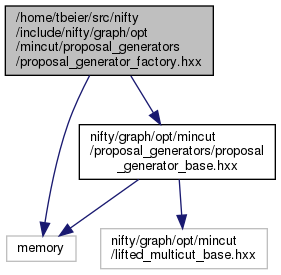 /home/tbeier/src/nifty
/include/nifty/graph/opt
/mincut/proposal_generators
/proposal_generator_factory.hxx
nifty/graph/opt/mincut
/proposal_generators/proposal
_generator_base.hxx
memory
nifty/graph/opt/mincut
/lifted_multicut_base.hxx